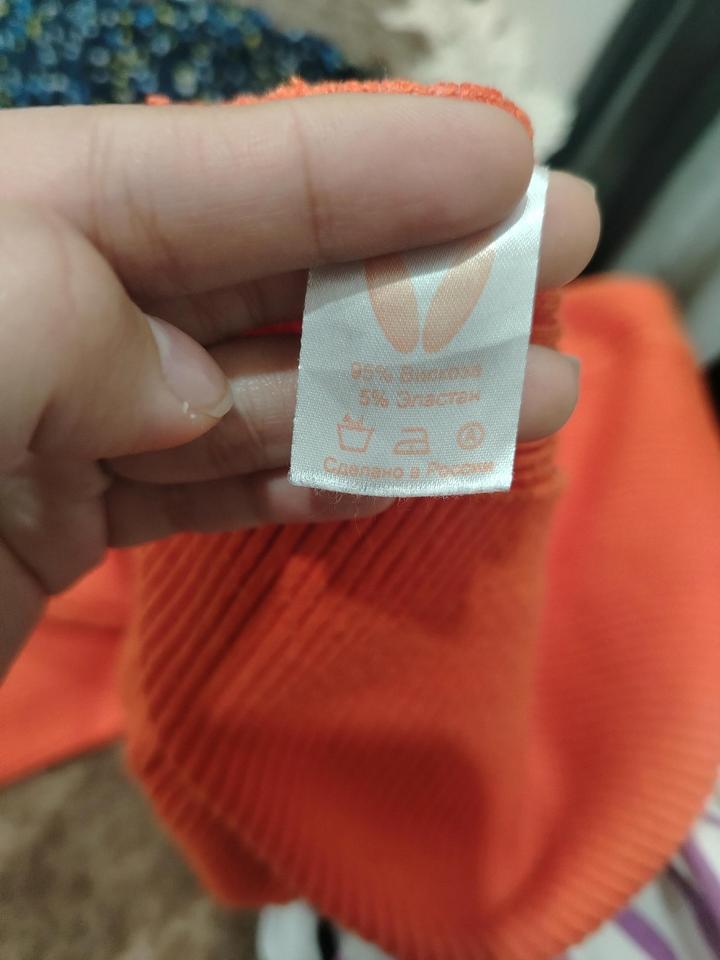 95% Вискоза
5% Эластан
A
Сделано в России